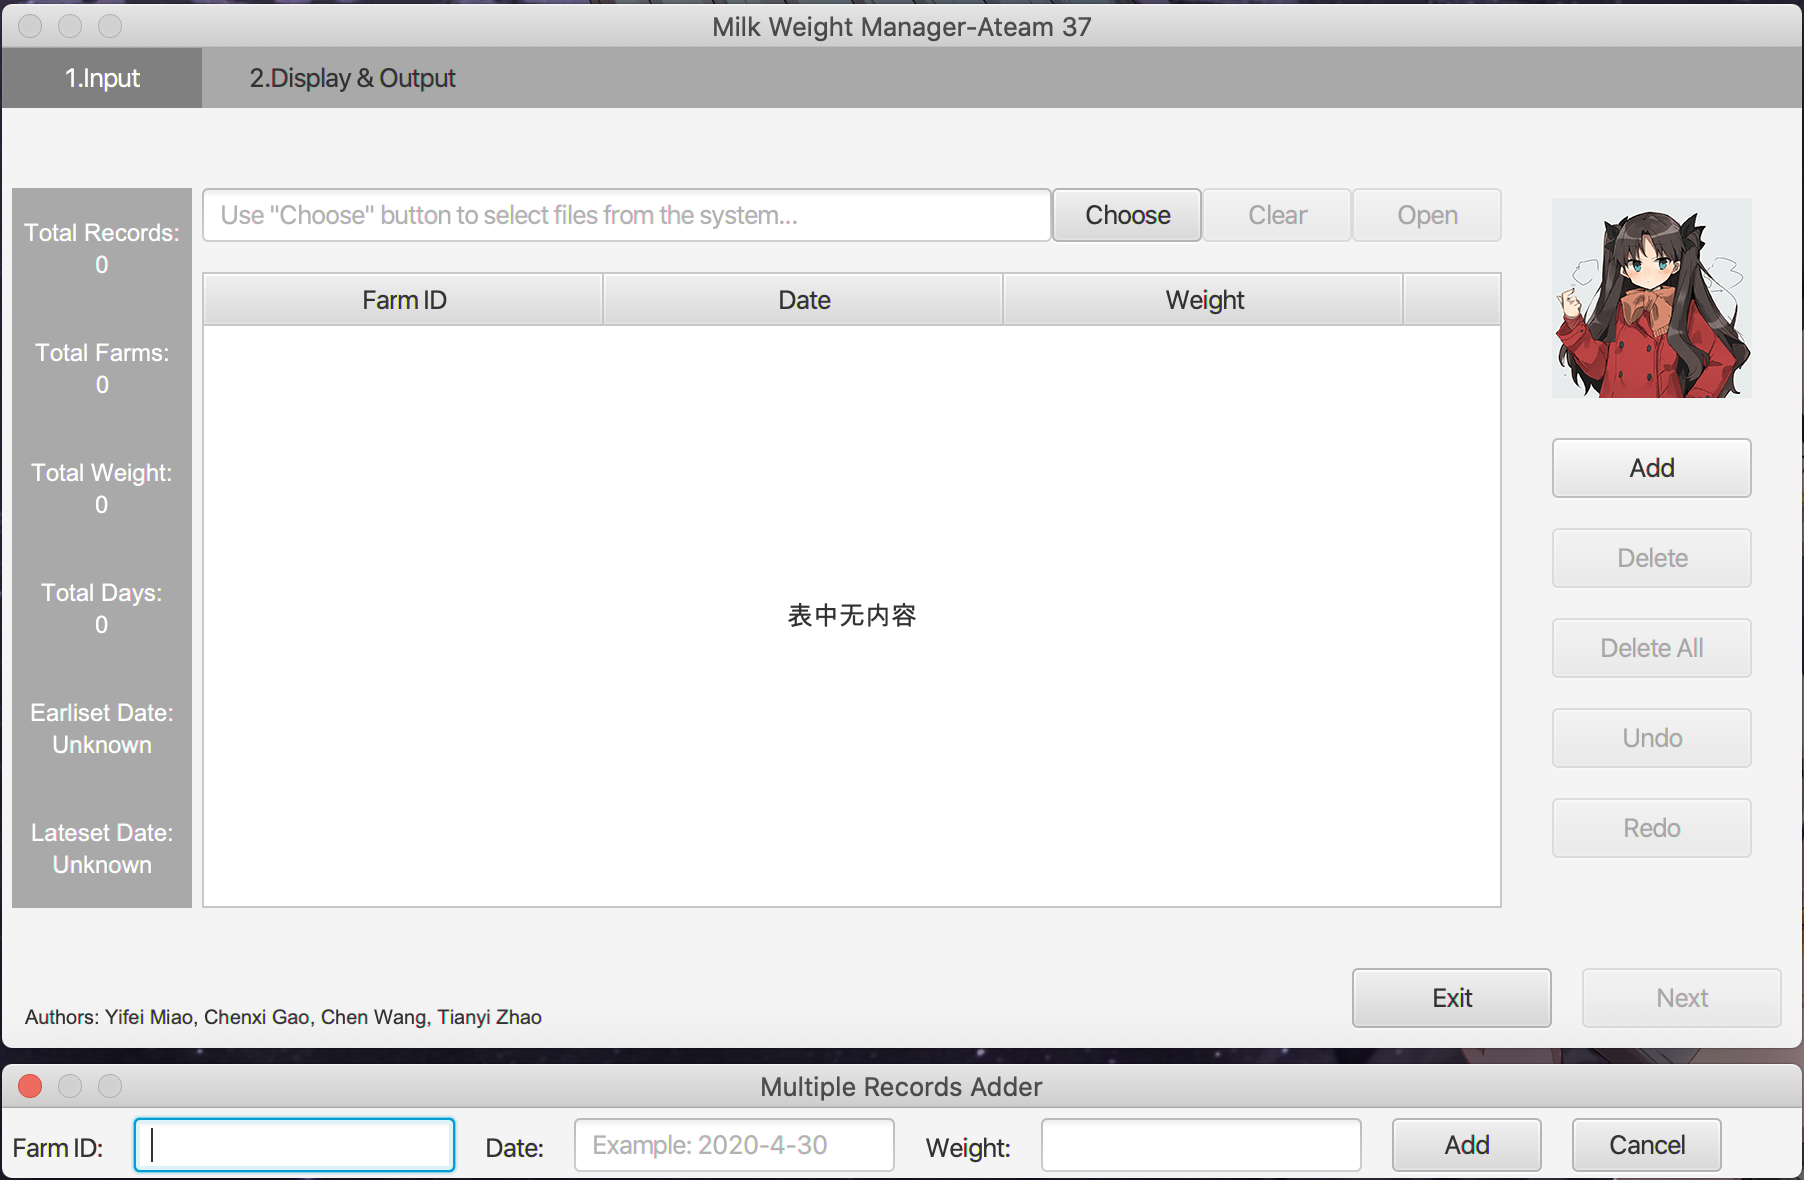 Milk Weight Manager-Ateam 37
1.Input 2.Display & Output
Use "Choose" button to select files from the system... Choose Clear Open
Total Records:
0
Total Farms:
0
Total Weight:
0
Total Days:
0
Earliset Date:
Unknown
Lateset Date:
Unknown
Farm ID Date Weight
表中无内容
Add
Delete
Delete All
Undo
Redo
Exit Next
Authors: Yifei Miao, Chenxi Gao, Chen Wang, Tianyi Zhao
Multiple Records Adder
Farm ID: Date: Example: 2020-4-30 Weight: Add Cancel